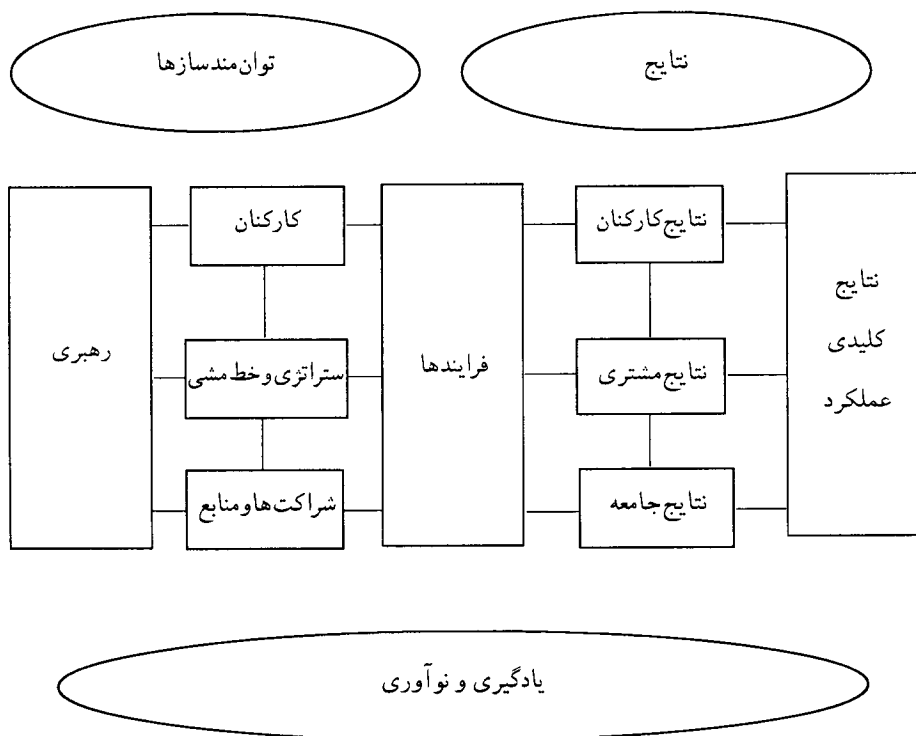 توان‌مندسازها
نتایج
رهبری
کارکنان
ستراتژی و خط مشی
شراکت‌ها و منابع
فرایندها
نتایج کارکنان
نتایج مشتری
نتایج جامعه
نتایج
کلیدی
عملکرد
یادگیری و نوآوری